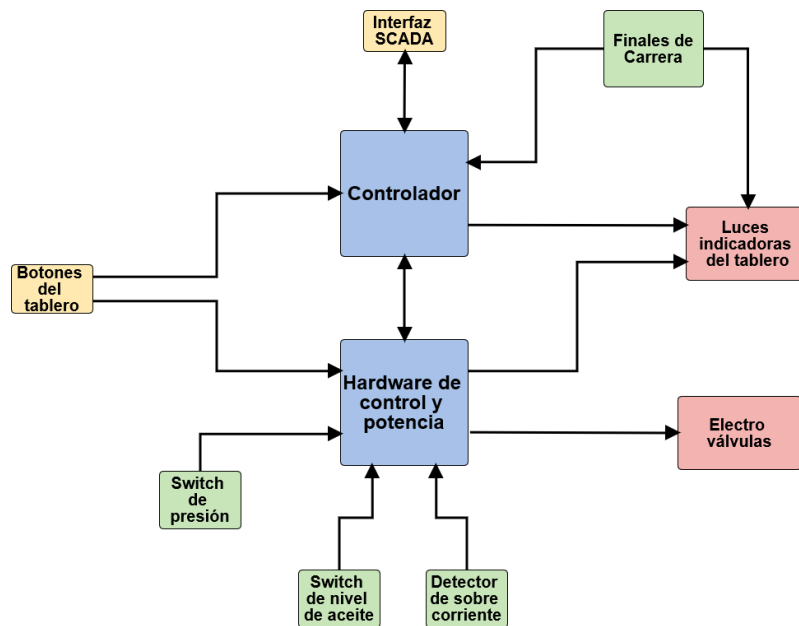 Interfaz
SCADA
Finales de
Carrera
Controlador
Luces
indicadoras
del tablero
Botones
del
tablero
Hardware de
control y
potencia
Electro
válvulas
Switch
de
presión
Switch
de nivel
de aceite
Detector
de sobre
corriente